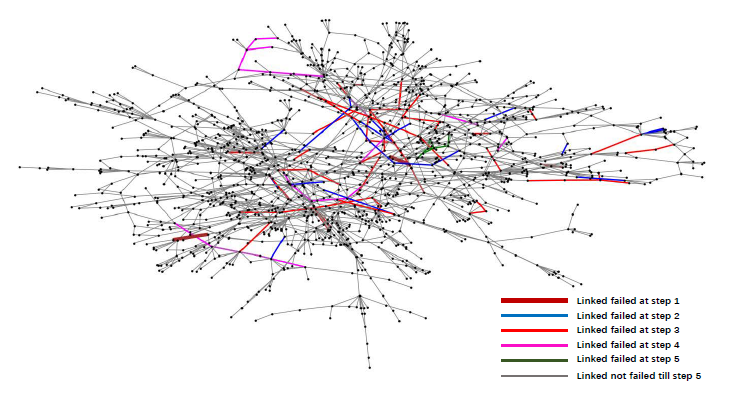 Linked failed at step 1
Linked failed at step 2
Linked failed at step 3
Linked failed at step 4
Linked failed at step 5
Linked not failed till step 5